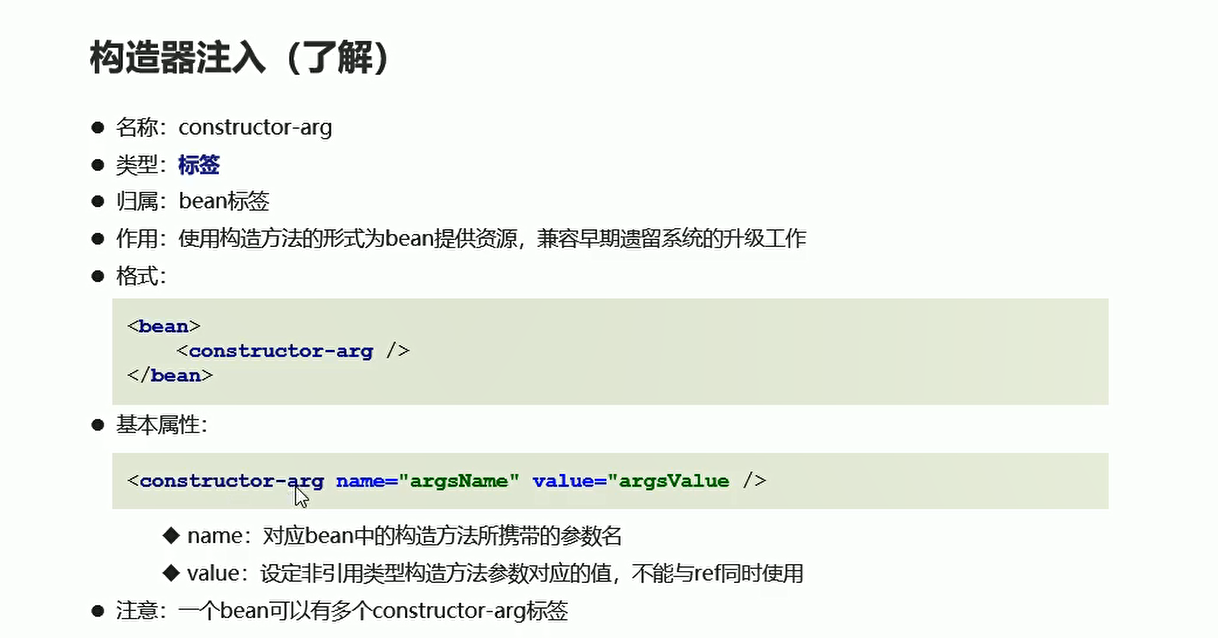 构造器注入（了解）
● 名称：constructor-arg
● 类型：标签
● 归属：bean标签
● 作用：使用构造方法的形式为bean提供资源，兼容早期遗留系统的升级工作
● 格式：
<bean>
    <constructor-arg />
</bean>
● 基本属性：
<constructor-arg name="argsName" value="argsValue />
◆ name：对应bean中的构造方法所携带的参数名
◆ value：设定非引用类型构造方法参数对应的值，不能与ref同时使用
● 注意：一个bean可以有多个constructor-arg标签